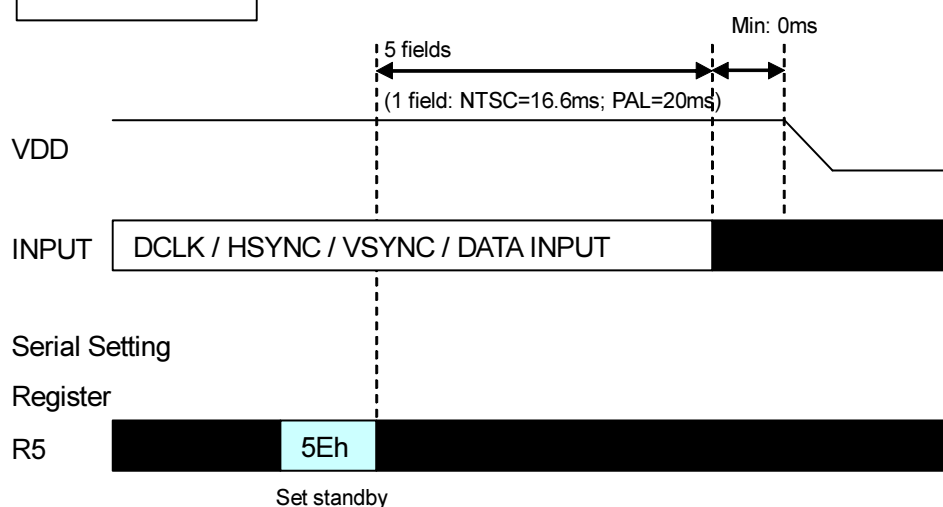 Min: 0ms
5 fields
(1 field: NTSC=16.6ms; PAL=20ms)
VDD
INPUT
DCLK / HSYNC / VSYNC / DATA INPUT
Serial Setting
Register
R5
5Eh
Set standby